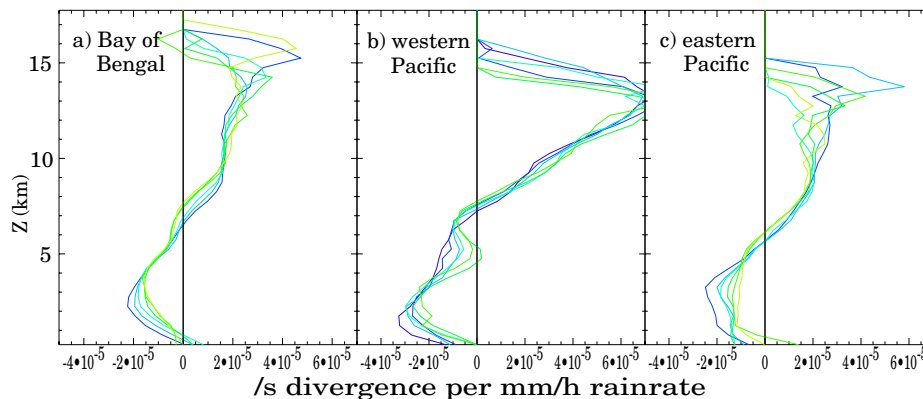 a) Bay of
Bengal
b) western
Pacific
c) eastern
Pacific
15
10
5
Z (km)
-4•10-5 -2•10-5 0 2•10-5 4•10-5 6•10-5
-4•10-5 -2•10-5 0 2•10-5 4•10-5 6•10-5
-4•10-5 -2•10-5 0 2•10-5 4•10-5 6•10-5
/s divergence per mm/h rainrate